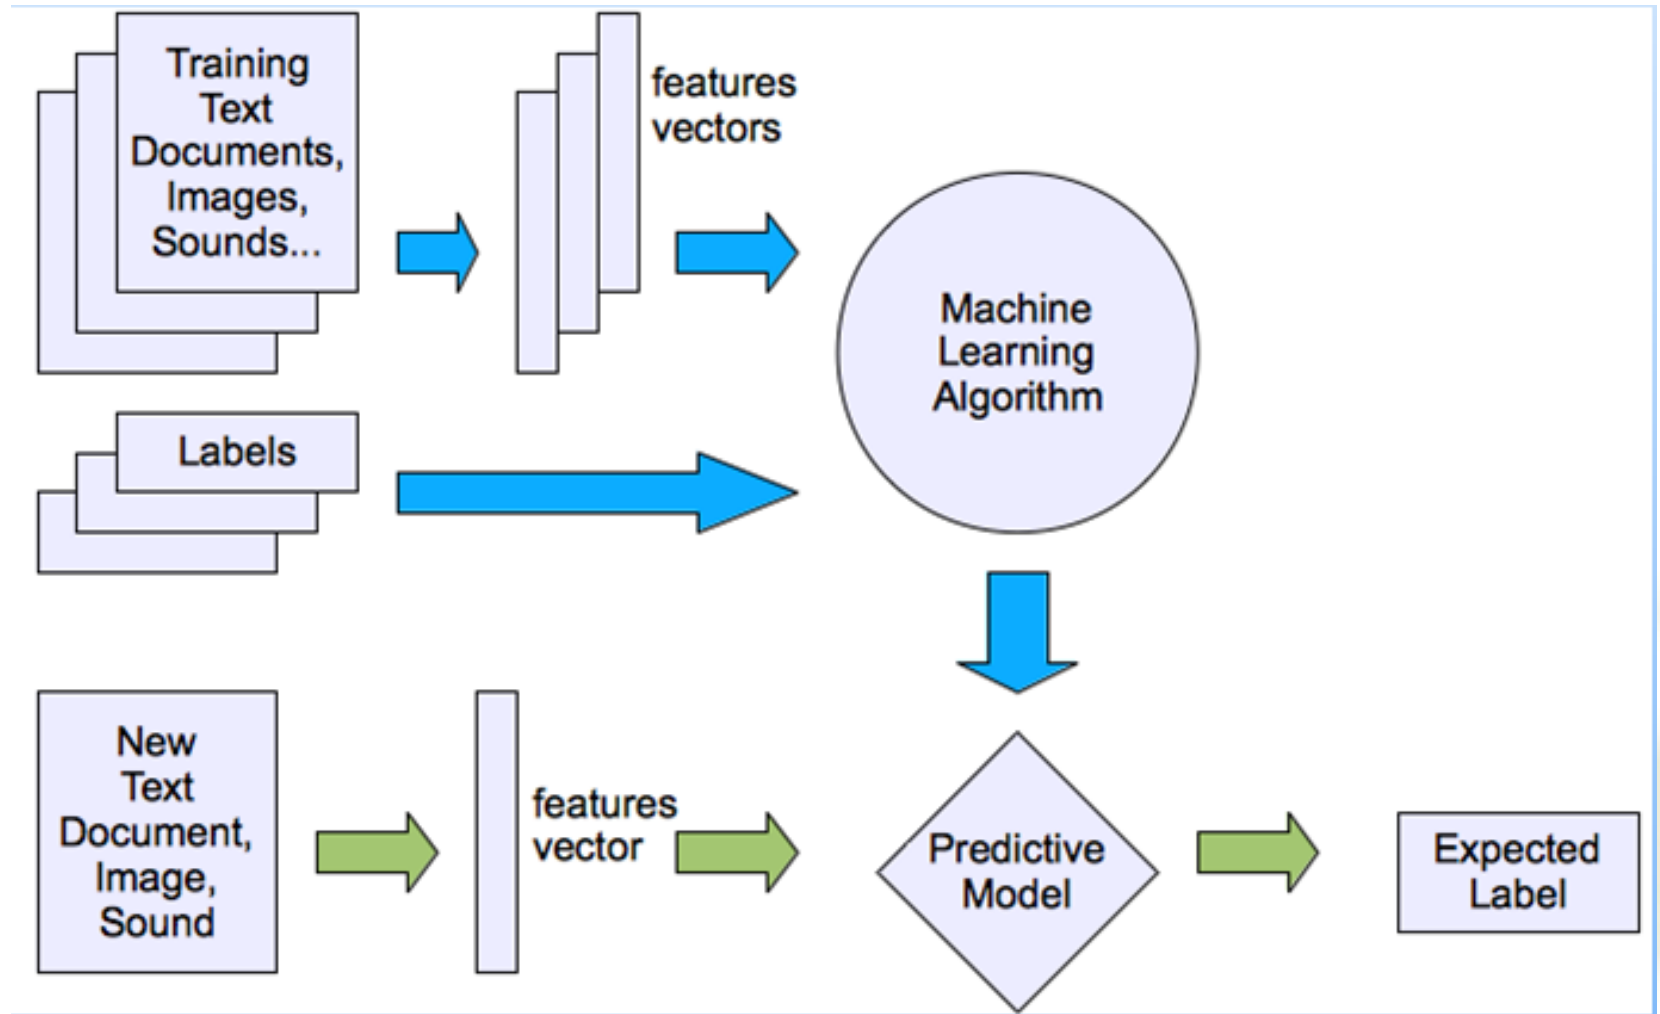 Training
Text
Documents,
Images,
Sounds...
features
vectors
Machine
Learning
Algorithm
Labels
New
Text
Document,
Image,
Sound
features
vector
Predictive
Model
Expected
Label